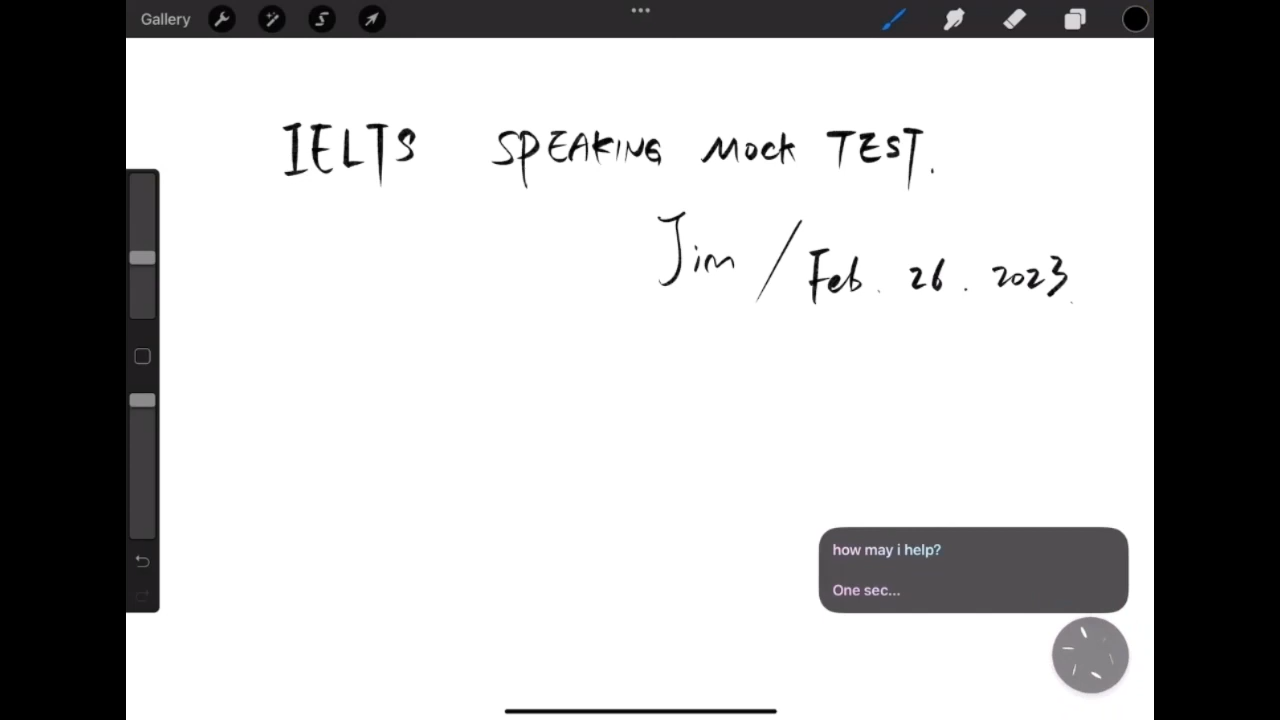 Gallery
IELTS SPEAKING MOCK TEST.
Jim / Feb. 26. 2023.
how may i help?
One sec...